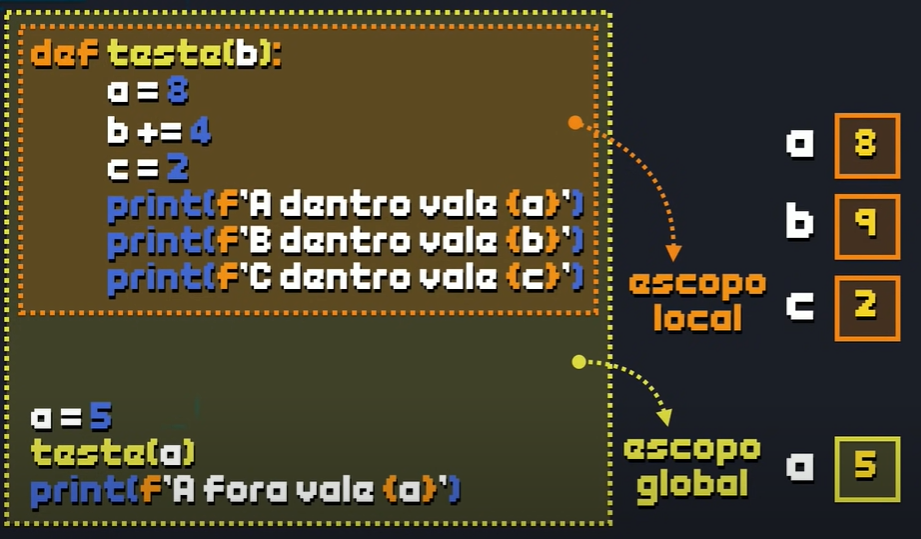 def teste(b):
a = 8
b += 4
c = 2
print(f'A dentro vale {a}')
print(f'B dentro vale {b}')
print(f'C dentro vale {c}')
a = 5
teste(a)
print(f'A fora vale {a}')
escopo
local
escopo
global
a 8
b 9
c 2
a 5